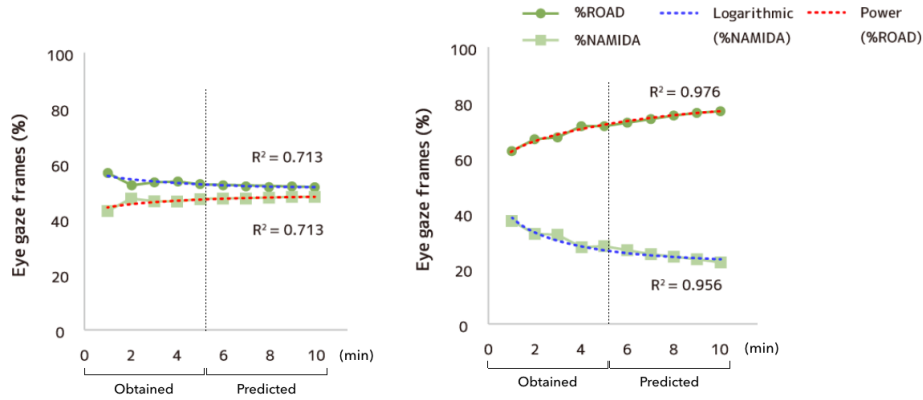 %ROAD Logarithmic Power
%NAMIDA (%NAMIDA) (%ROAD)
Eye gaze frames (%)
100
80
60
40
20
0
R² = 0.713
R² = 0.713
0 2 4 6 8 10 (min)
Obtained Predicted
Eye gaze frames (%)
100
80
60
40
20
0
R² = 0.976
R² = 0.956
0 2 4 6 8 10 (min)
Obtained Predicted